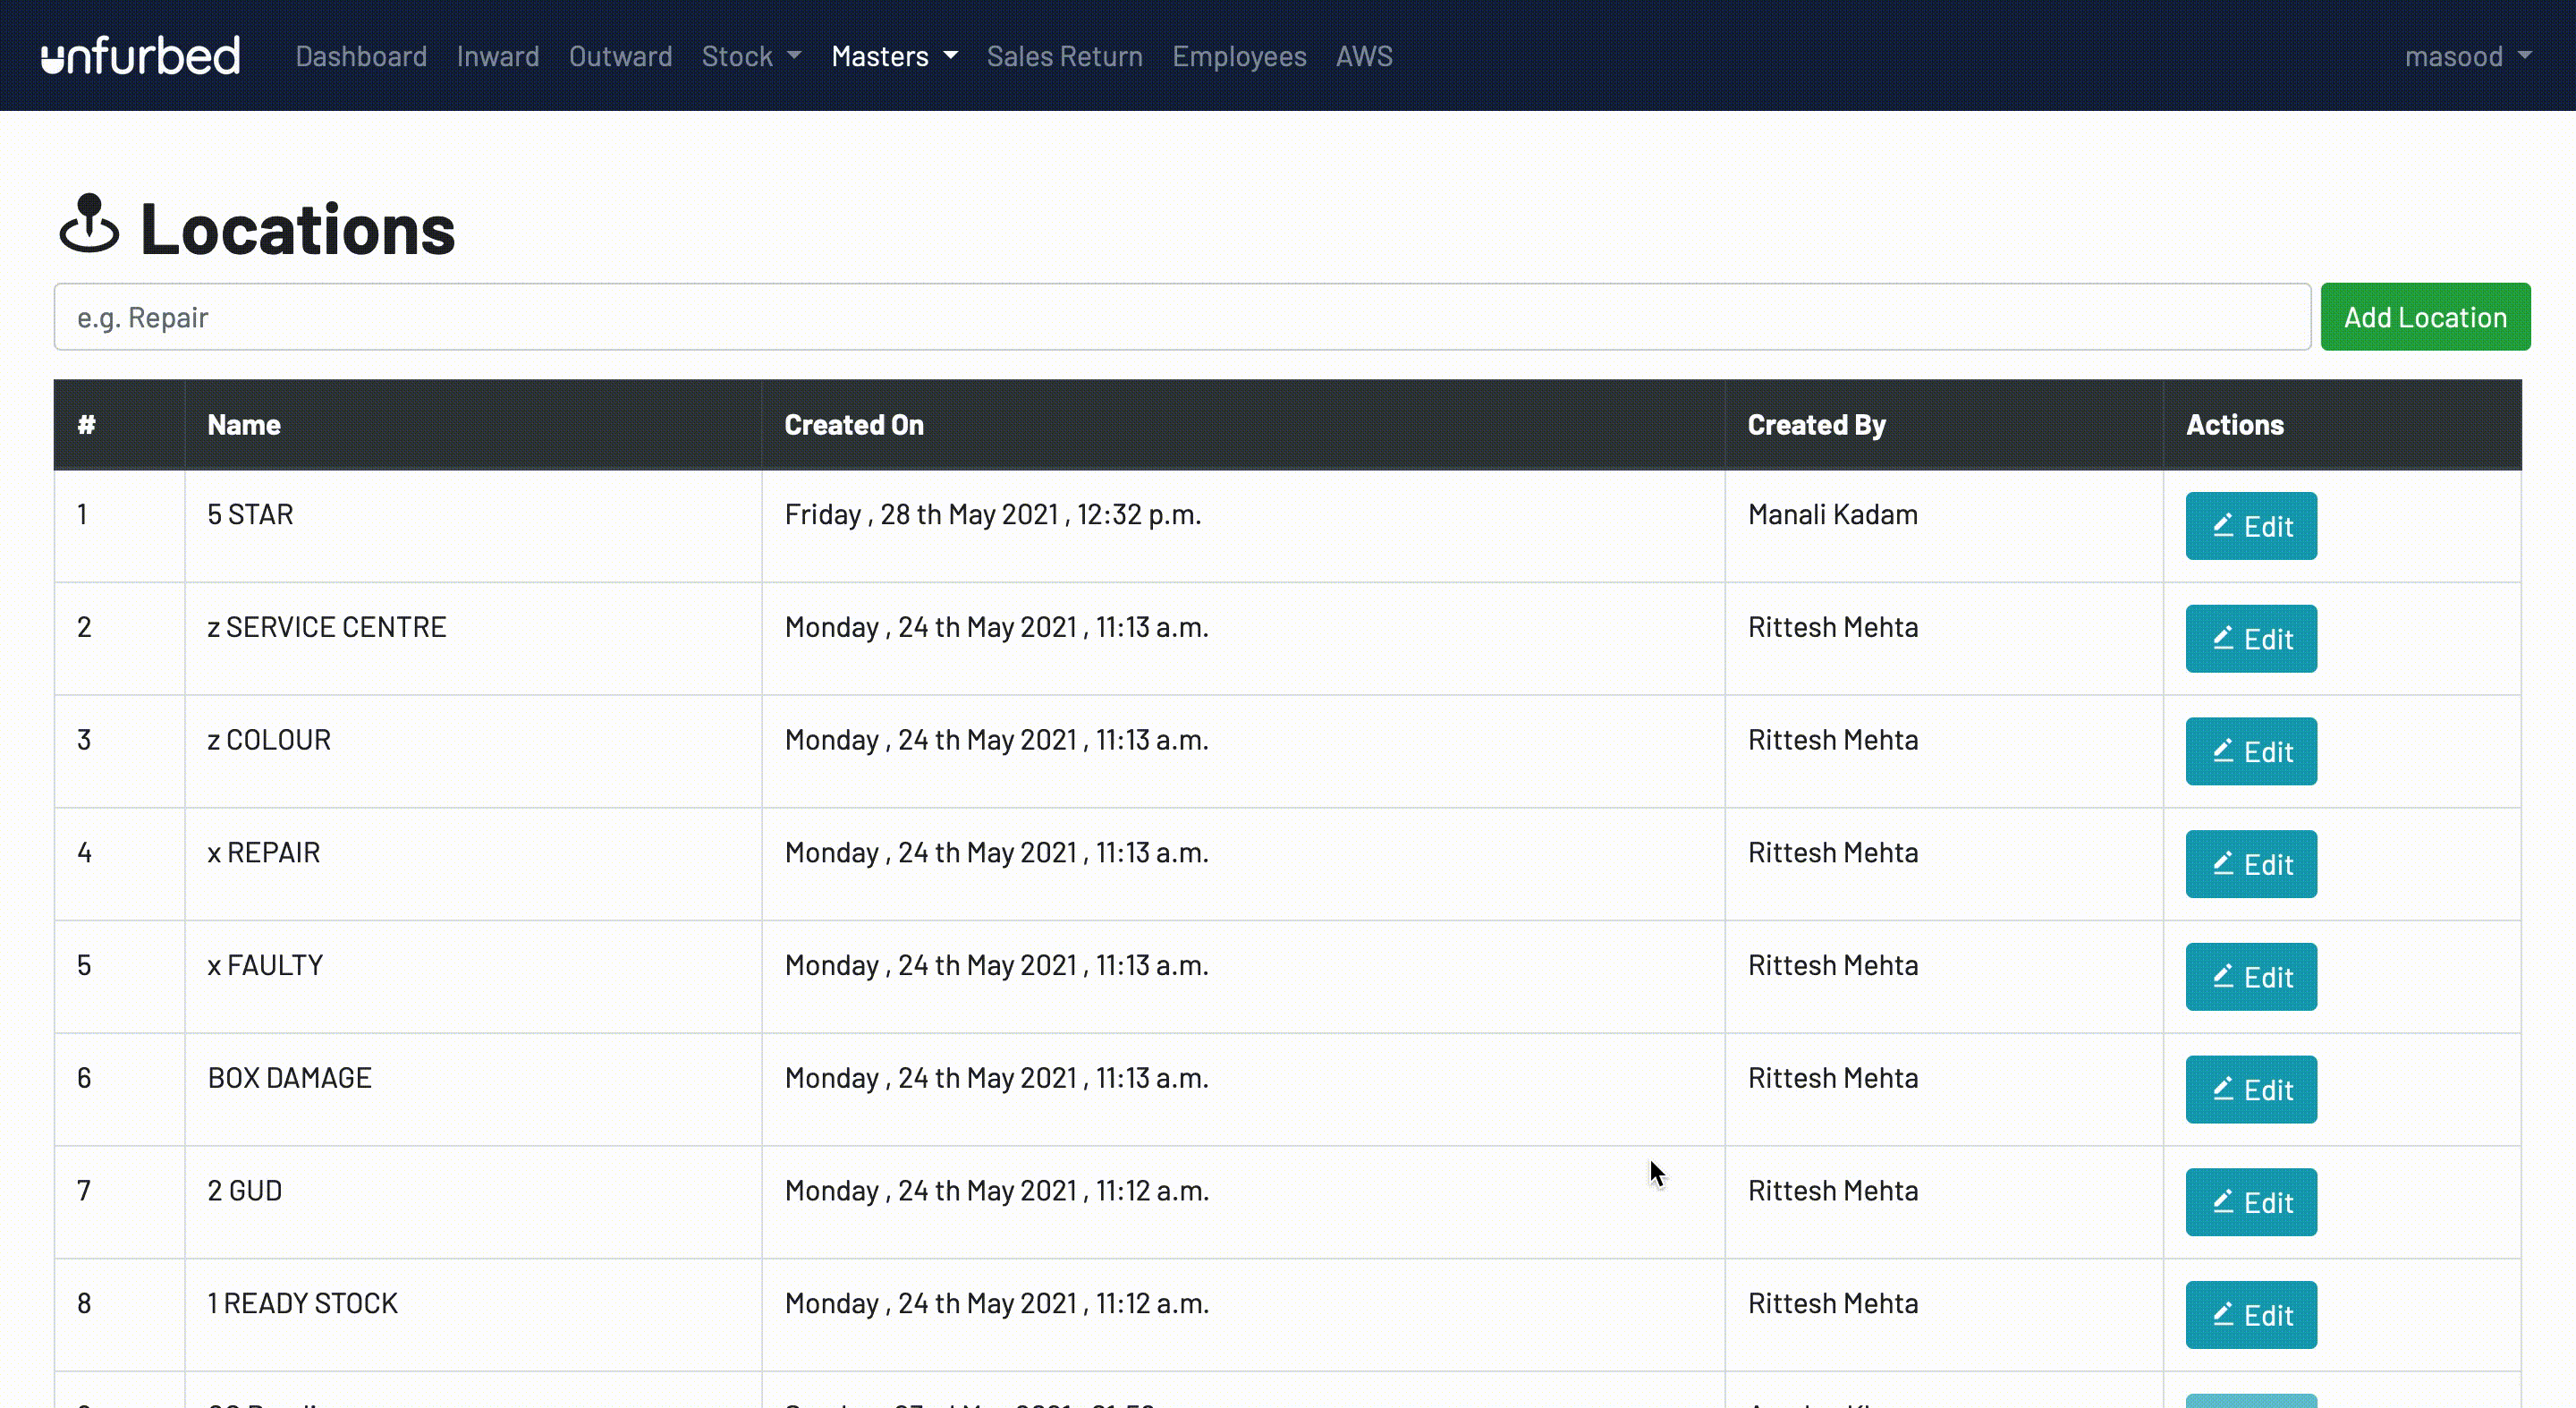 unfurbed Dashboard Inward Outward Stock Masters Sales Return Employees AWS masood
Locations
e.g. Repair Add Location
# Name Created On Created By Actions
1 5 STAR Friday , 28 th May 2021 , 12:32 p.m. Manali Kadam Edit
2 z SERVICE CENTRE Monday , 24 th May 2021 , 11:13 a.m. Rittesh Mehta Edit
3 z COLOUR Monday , 24 th May 2021 , 11:13 a.m. Rittesh Mehta Edit
4 x REPAIR Monday , 24 th May 2021 , 11:13 a.m. Rittesh Mehta Edit
5 x FAULTY Monday , 24 th May 2021 , 11:13 a.m. Rittesh Mehta Edit
6 BOX DAMAGE Monday , 24 th May 2021 , 11:13 a.m. Rittesh Mehta Edit
7 2 GUD Monday , 24 th May 2021 , 11:12 a.m. Rittesh Mehta Edit
8 1 READY STOCK Monday , 24 th May 2021 , 11:12 a.m. Rittesh Mehta Edit